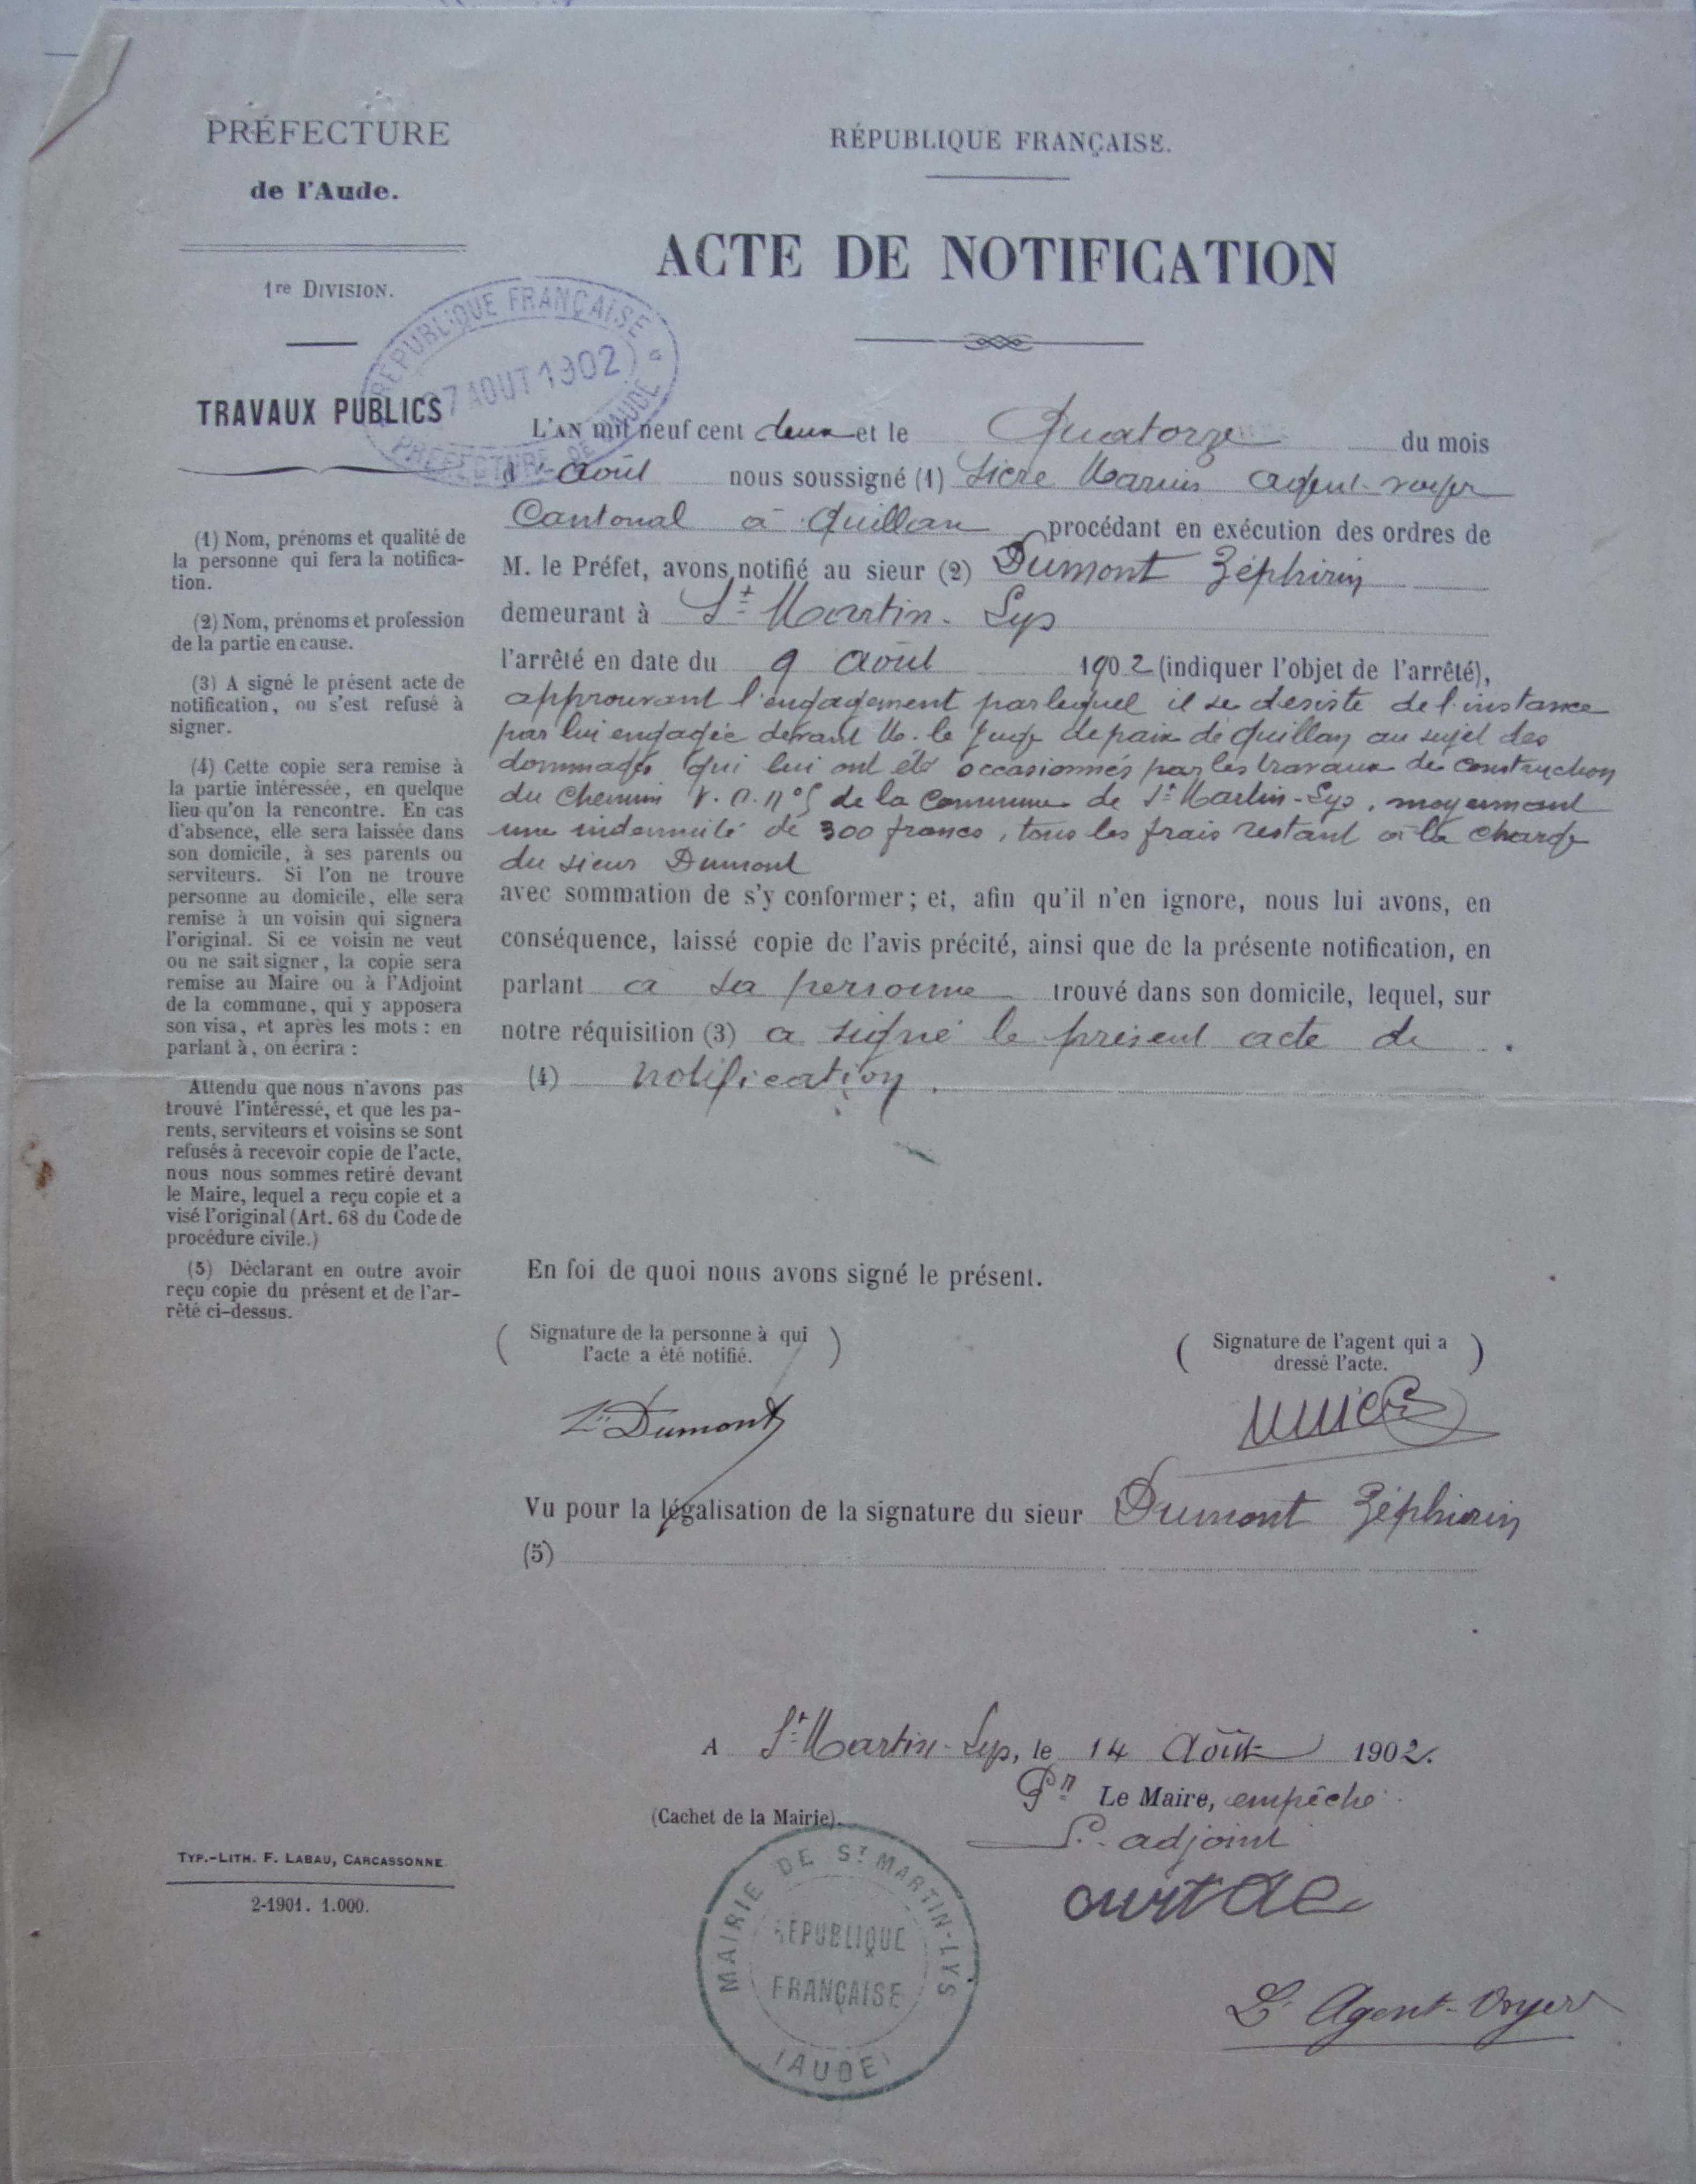 PRÉFECTURE
de l'Aude.
1re DIVISION.
TRAVAUX PUBLICS
RÉPUBLIQUE FRANÇAISE
27 AOUT 1902
PRÉFECTURE DE L'AUDE
(1) Nom, prénoms et qualité de
la personne qui fera la notifica-
tion.
(2) Nom, prénoms et profession
de la partie en cause.
(3) A signé le présent acte de
notification, ou s'est refusé à
signer.
(4) Cette copie sera remise à
la partie intéressée, en quelque
lieu qu'on la rencontre. En cas
d'absence, elle sera laissée dans
son domicile, à ses parents ou
serviteurs. Si l'on ne trouve
personne au domicile, elle sera
remise à un voisin qui signera
l'original. Si ce voisin ne veut
ou ne sait signer, la copie sera
remise au Maire ou à l'Adjoint
de la commune, qui y apposera
son visa, et après les mots : en
parlant à, on écrira :
Attendu que nous n'avons pas
trouvé l'intéressé, et que les pa-
rents, serviteurs et voisins se sont
refusés à recevoir copie de l'acte,
nous nous sommes retiré devant
le Maire, lequel a reçu copie et a
visé l'original (Art. 68 du Code de
procédure civile.)
(5) Déclarant en outre avoir
reçu copie du présent et de l'ar-
rêté ci-dessus.
TYP.-LITH. F. LABAU, CARCASSONNE.
2-1901. 1.000.
RÉPUBLIQUE FRANÇAISE.
ACTE DE NOTIFICATION
L'AN mil neuf cent deux et le Quatorze du mois
d'août nous soussigné (1) Sicre Marius agent-voyer
Cantonal à Quillan procédant en exécution des ordres de
M. le Préfet, avons notifié au sieur (2) Dumont Zéphirin
demeurant à St Martin-Lys
l'arrêté en date du 9 août 1902 (indiquer l'objet de l'arrêté),
approuvant l'engagement par lequel il se desiste de l'instance
par lui engagée devant M. le Juge de paix de Quillan au sujet des
dommages qui lui ont été occasionnés par les travaux de construction
du chemin V. O. n° 5 de la Commune de St Martin-Lys, moyennant
une indemnité de 300 francs, tous les frais restant à la charge
du sieur Dumont
avec sommation de s'y conformer ; et, afin qu'il n'en ignore, nous lui avons, en
conséquence, laissé copie de l'avis précité, ainsi que de la présente notification, en
parlant à sa personne trouvé dans son domicile, lequel, sur
notre réquisition (3) a signé le présent acte de
(4) notification.
En foi de quoi nous avons signé le présent.
(Signature de la personne à qui
l'acte a été notifié.)
(Signature de l'agent qui a
dressé l'acte.)
Zin Dumont
Vu pour la légalisation de la signature du sieur Dumont Zéphirin
(5)
A St Martin-Lys, le 14 Août 1902.
Pr Le Maire, empêché
(Cachet de la Mairie).
L'adjoint
MAIRIE DE ST MARTIN-LYS
RÉPUBLIQUE
FRANÇAISE
(AUDE)
L'Agent-Voyer